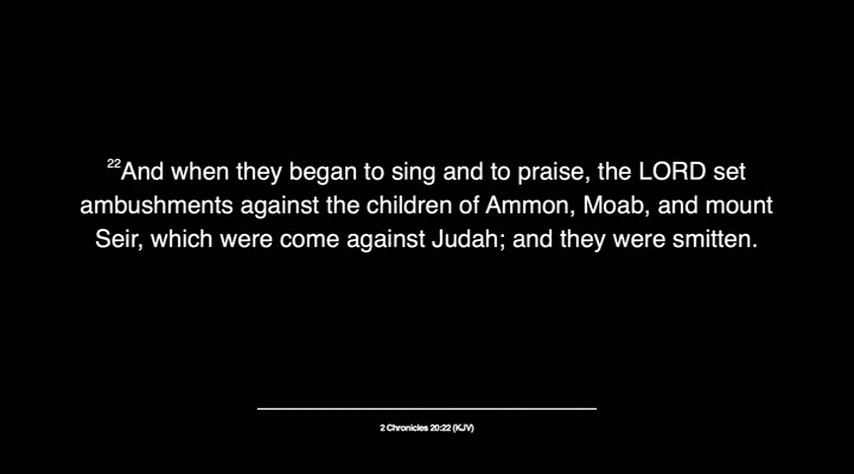 22And when they began to sing and to praise, the LORD set
ambushments against the children of Ammon, Moab, and mount
Seir, which were come against Judah; and they were smitten.
2 Chronicles 20:22 (KJV)